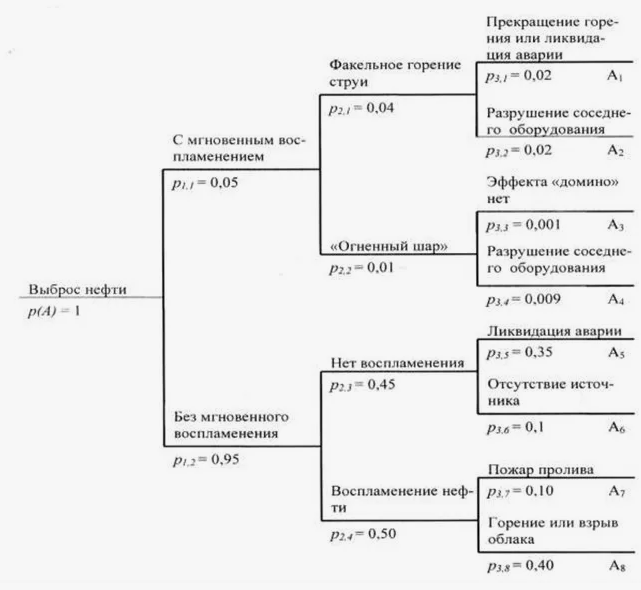 Прекращение горе-
ния или ликвида-
ция аварии
p3,1 = 0,02 A1
Факельное горение
струи
p2,1 = 0,04
Разрушение соседне-
го оборудования
p3,2 = 0,02 A2
С мгновенным вос-
пламенением
p1,1 = 0,05
Эффекта «домино»
нет
p3,3 = 0,001 A3
«Огненный шар»
p2,2 = 0,01
Разрушение соседне-
го оборудования
p3,4 = 0,009 A4
Выброс нефти
p(A) = 1
Ликвидация аварии
p3,5 = 0,35 A5
Нет воспламенения
p2,3 = 0,45
Отсутствие источ-
ника
p3,6 = 0,1 A6
Без мгновенного
воспламенения
p1,2 = 0,95
Пожар пролива
p3,7 = 0,10 A7
Воспламенение неф-
ти
p2,4 = 0,50
Горение или взрыв
облака
p3,8 = 0,40 A8